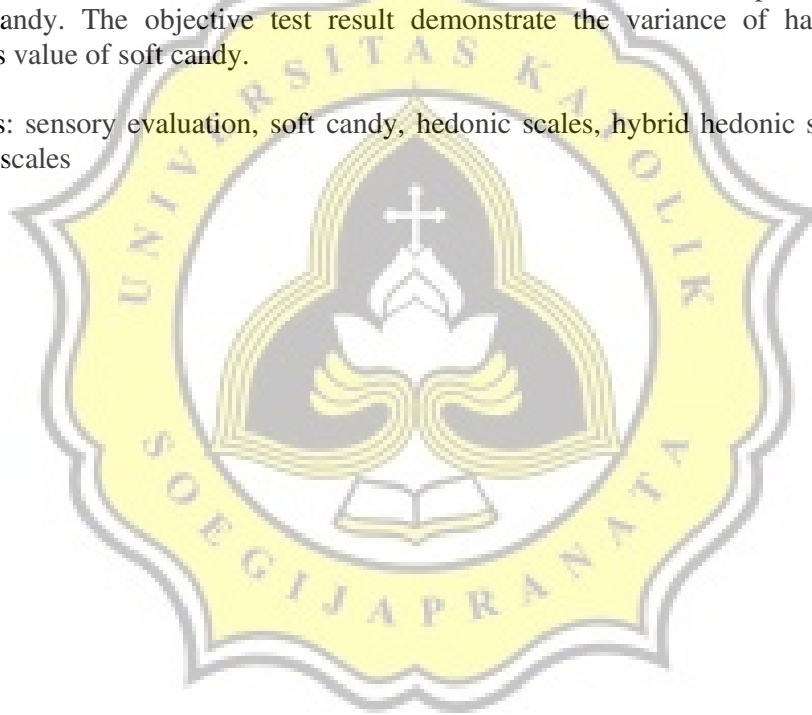 andy. The objective test result demonstrate the variance of ha
s value of soft candy.
s: sensory evaluation, soft candy, hedonic scales, hybrid hedonic s
scales
UNIVERSITAS KATOLIK
SOEGIJAPRANATA